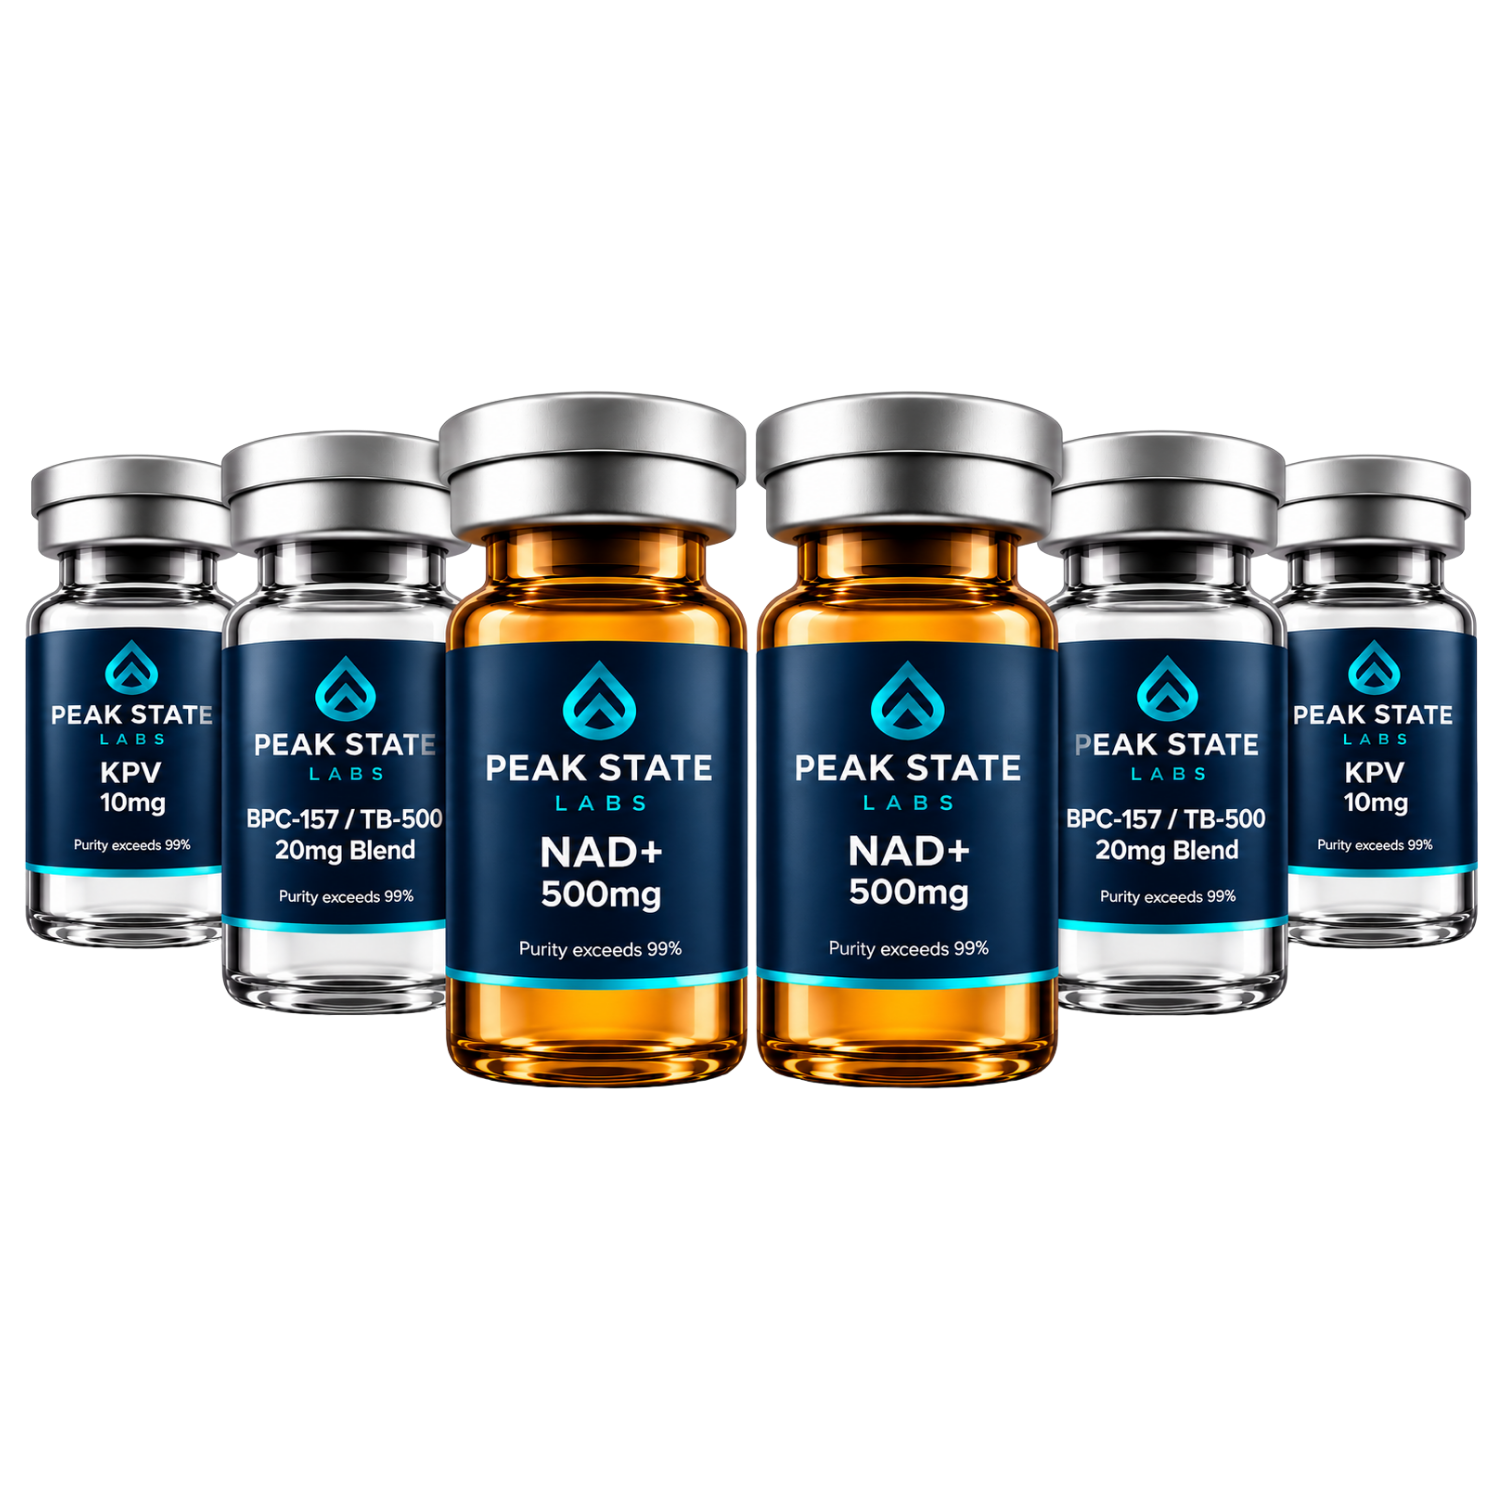 PEAK STATE
LABS
KPV
10mg
Purity exceeds 99%
PEAK STATE
LABS
BPC-157 / TB-500
20mg Blend
Purity exceeds 99%
PEAK STATE
LABS
NAD+
500mg
Purity exceeds 99%
PEAK STATE
LABS
NAD+
500mg
Purity exceeds 99%
PEAK STATE
LABS
BPC-157 / TB-500
20mg Blend
Purity exceeds 99%
PEAK STATE
LABS
KPV
10mg
Purity exceeds 99%